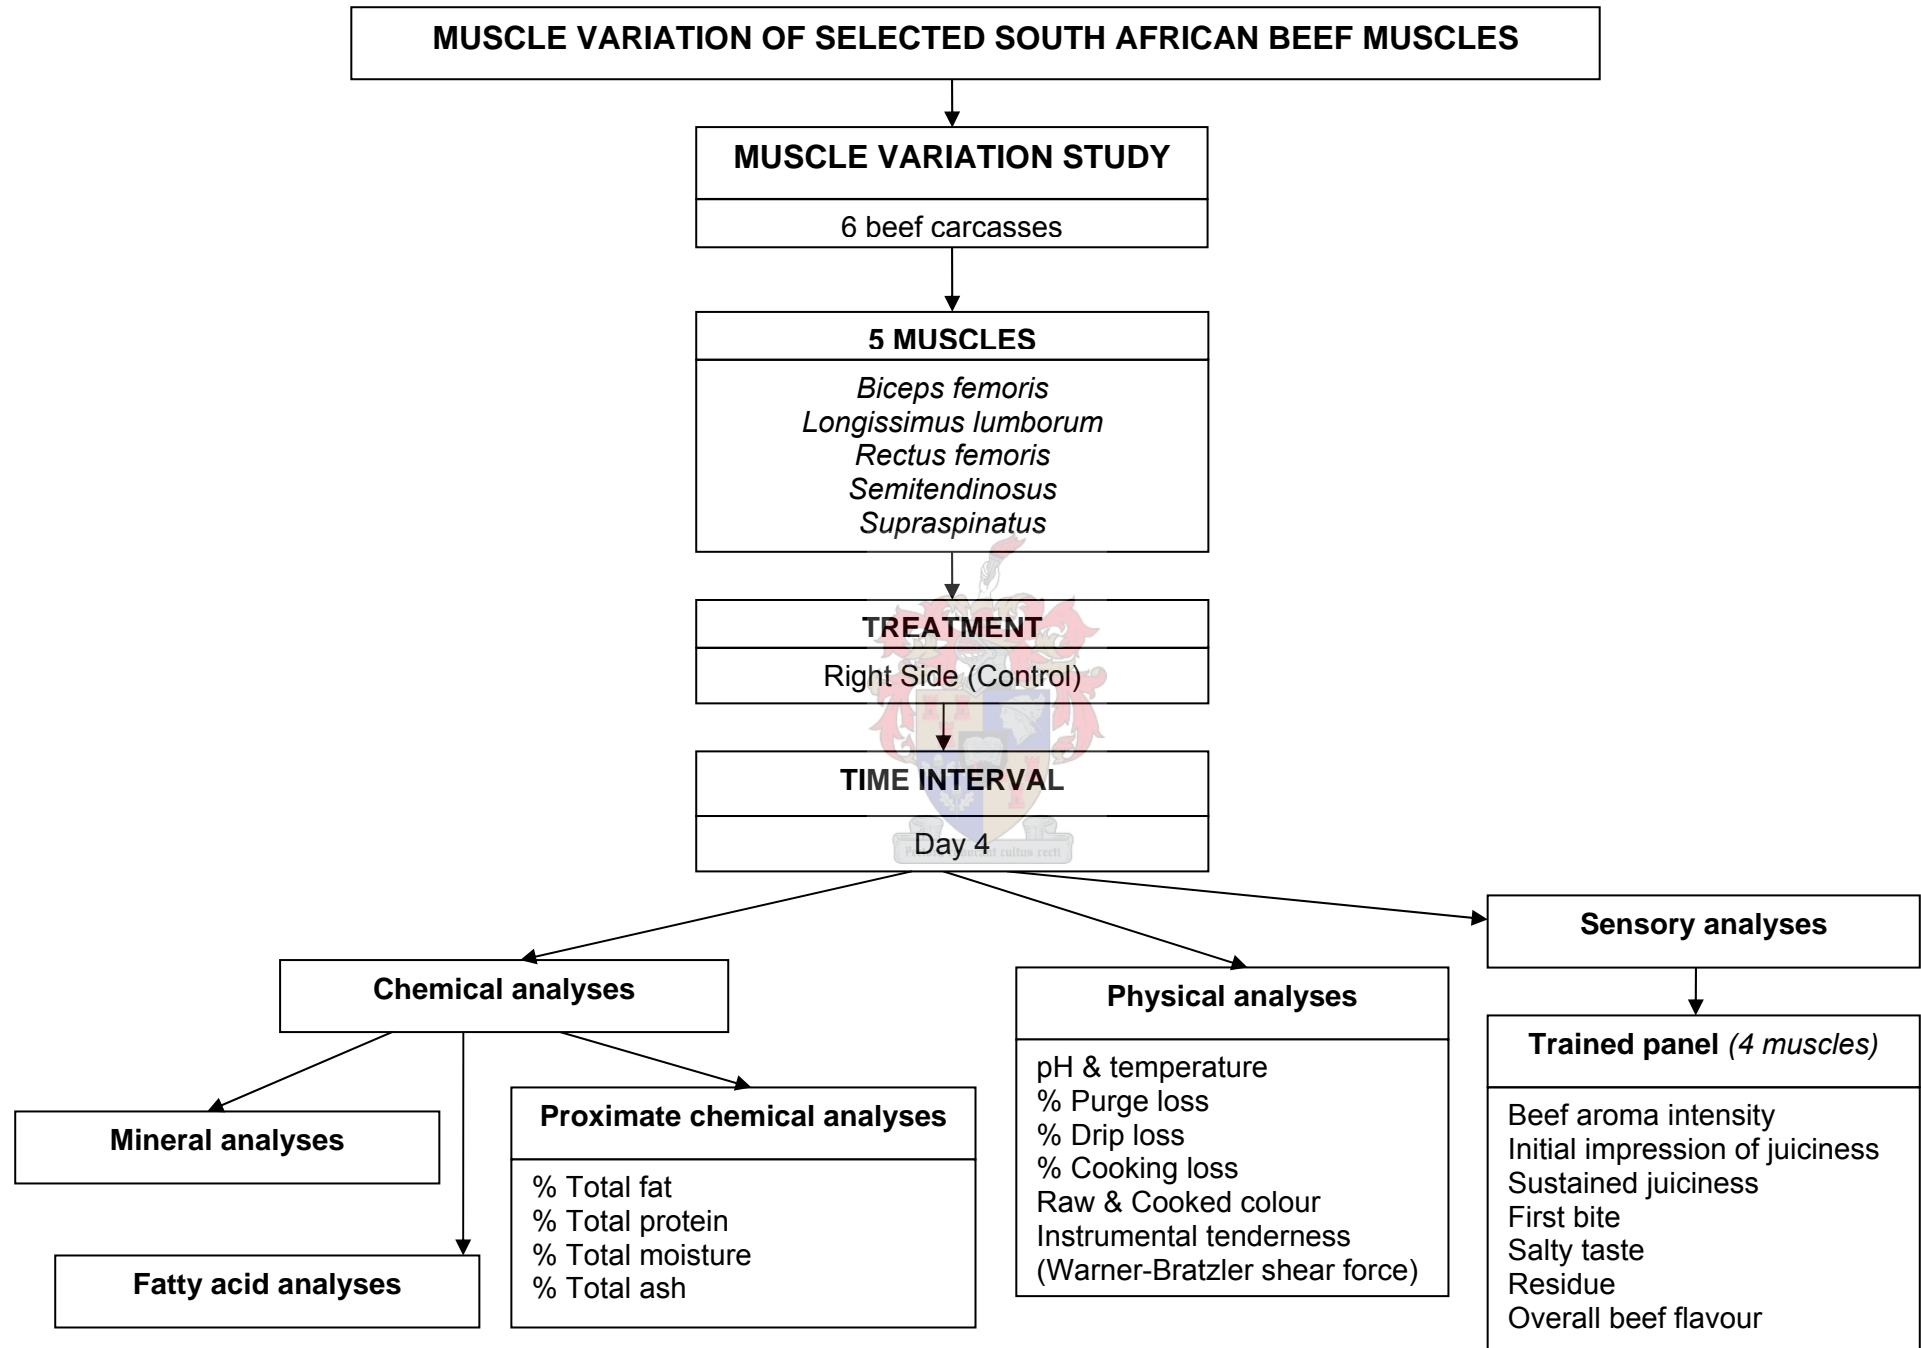 MUSCLE VARIATION OF SELECTED SOUTH AFRICAN BEEF MUSCLES
MUSCLE VARIATION STUDY
6 beef carcasses
5 MUSCLES
Biceps femoris
Longissimus lumborum
Rectus femoris
Semitendinosus
Supraspinatus
TREATMENT
Right Side (Control)
TIME INTERVAL
Day 4
cultus recti
Chemical analyses
Mineral analyses
Fatty acid analyses
Proximate chemical analyses
% Total fat
% Total protein
% Total moisture
% Total ash
Physical analyses
pH & temperature
% Purge loss
% Drip loss
% Cooking loss
Raw & Cooked colour
Instrumental tenderness
(Warner-Bratzler shear force)
Sensory analyses
Trained panel (4 muscles)
Beef aroma intensity
Initial impression of juiciness
Sustained juiciness
First bite
Salty taste
Residue
Overall beef flavour